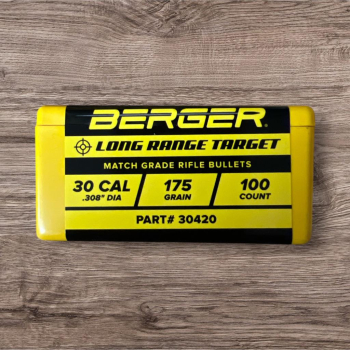 BERGER®
LONG RANGE TARGET
MATCH GRADE RIFLE BULLETS
30 CAL 175 100
.308" DIA GRAIN COUNT
PART# 30420